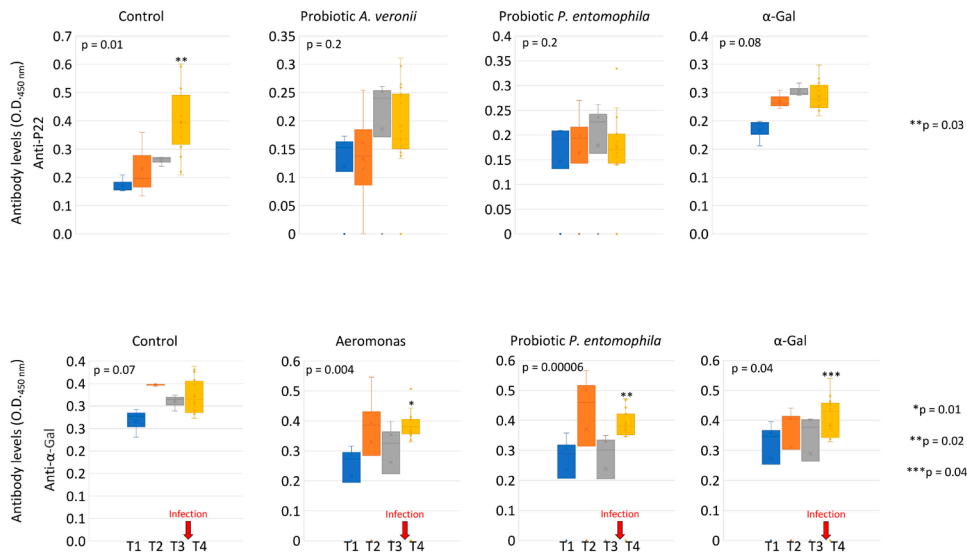 Control
Probiotic A. veronii
Probiotic P. entomophila
α-Gal
Antibody levels (O.D.450 nm)
Anti-P22
0.7
0.6
0.5
0.4
0.3
0.2
0.1
0.0
p = 0.01
**
0.35
0.3
0.25
0.2
0.15
0.1
0.05
0
p = 0.2
0.4
0.35
0.3
0.25
0.2
0.15
0.1
0.05
0
p = 0.2
0.4
0.3
0.3
0.2
0.2
0.1
0.1
0.0
p = 0.08
**p = 0.03
Control
Aeromonas
Probiotic P. entomophila
α-Gal
Antibody levels (O.D.450 nm)
Anti-α-Gal
0.4
0.4
0.3
0.3
0.2
0.2
0.1
0.1
0.0
p = 0.07
Infection
T1 T2 T3 T4
0.6
0.5
0.4
0.3
0.2
0.1
0
p = 0.004
*
Infection
T1 T2 T3 T4
0.6
0.5
0.4
0.3
0.2
0.1
0
p = 0.00006
**
Infection
T1 T2 T3 T4
0.6
0.5
0.4
0.3
0.2
0.1
0
p = 0.04
***
Infection
T1 T2 T3 T4
*p = 0.01
**p = 0.02
***p = 0.04